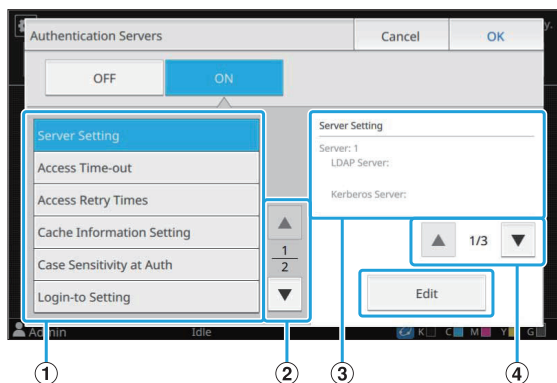 Authentication Servers
Cancel
OK
y.
OFF
ON
Server Setting
Access Time-out
Access Retry Times
Cache Information Setting
Case Sensitivity at Auth
Login-to Setting
1
2
Server Setting
Server: 1
LDAP Server:
Kerberos Server:
1/3
Edit
Admin
Idle
K
C
M
Y
G
1
2
3
4